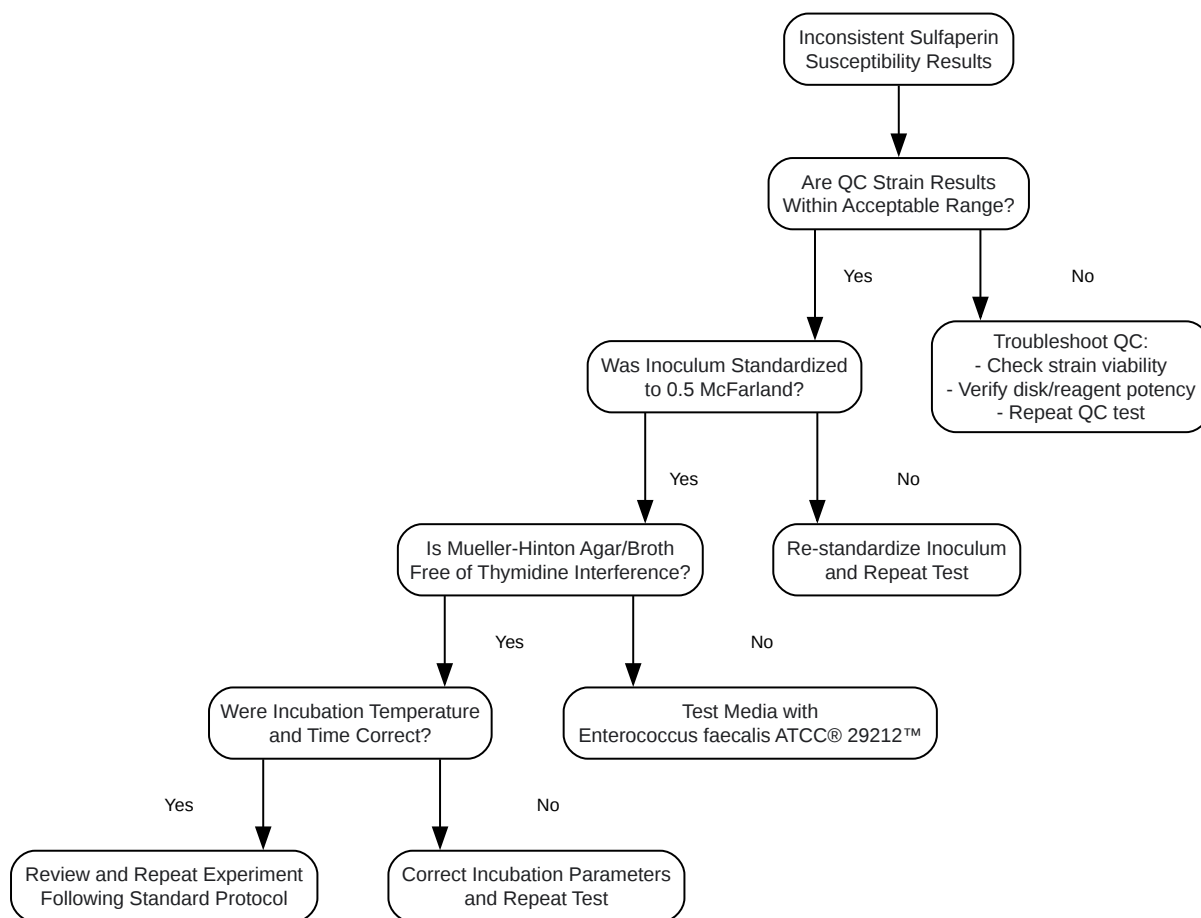 Inconsistent Sulfaperin
Susceptibility Results
Are QC Strain Results
Within Acceptable Range?
Yes
No
Troubleshoot QC:
- Check strain viability
- Verify disk/reagent potency
- Repeat QC test
Was Inoculum Standardized
to 0.5 McFarland?
Yes
No
Is Mueller-Hinton Agar/Broth
Free of Thymidine Interference?
Re-standardize Inoculum
and Repeat Test
Yes
No
Were Incubation Temperature
and Time Correct?
Test Media with
Enterococcus faecalis ATCC® 29212™
Yes
No
Review and Repeat Experiment
Following Standard Protocol
Correct Incubation Parameters
and Repeat Test